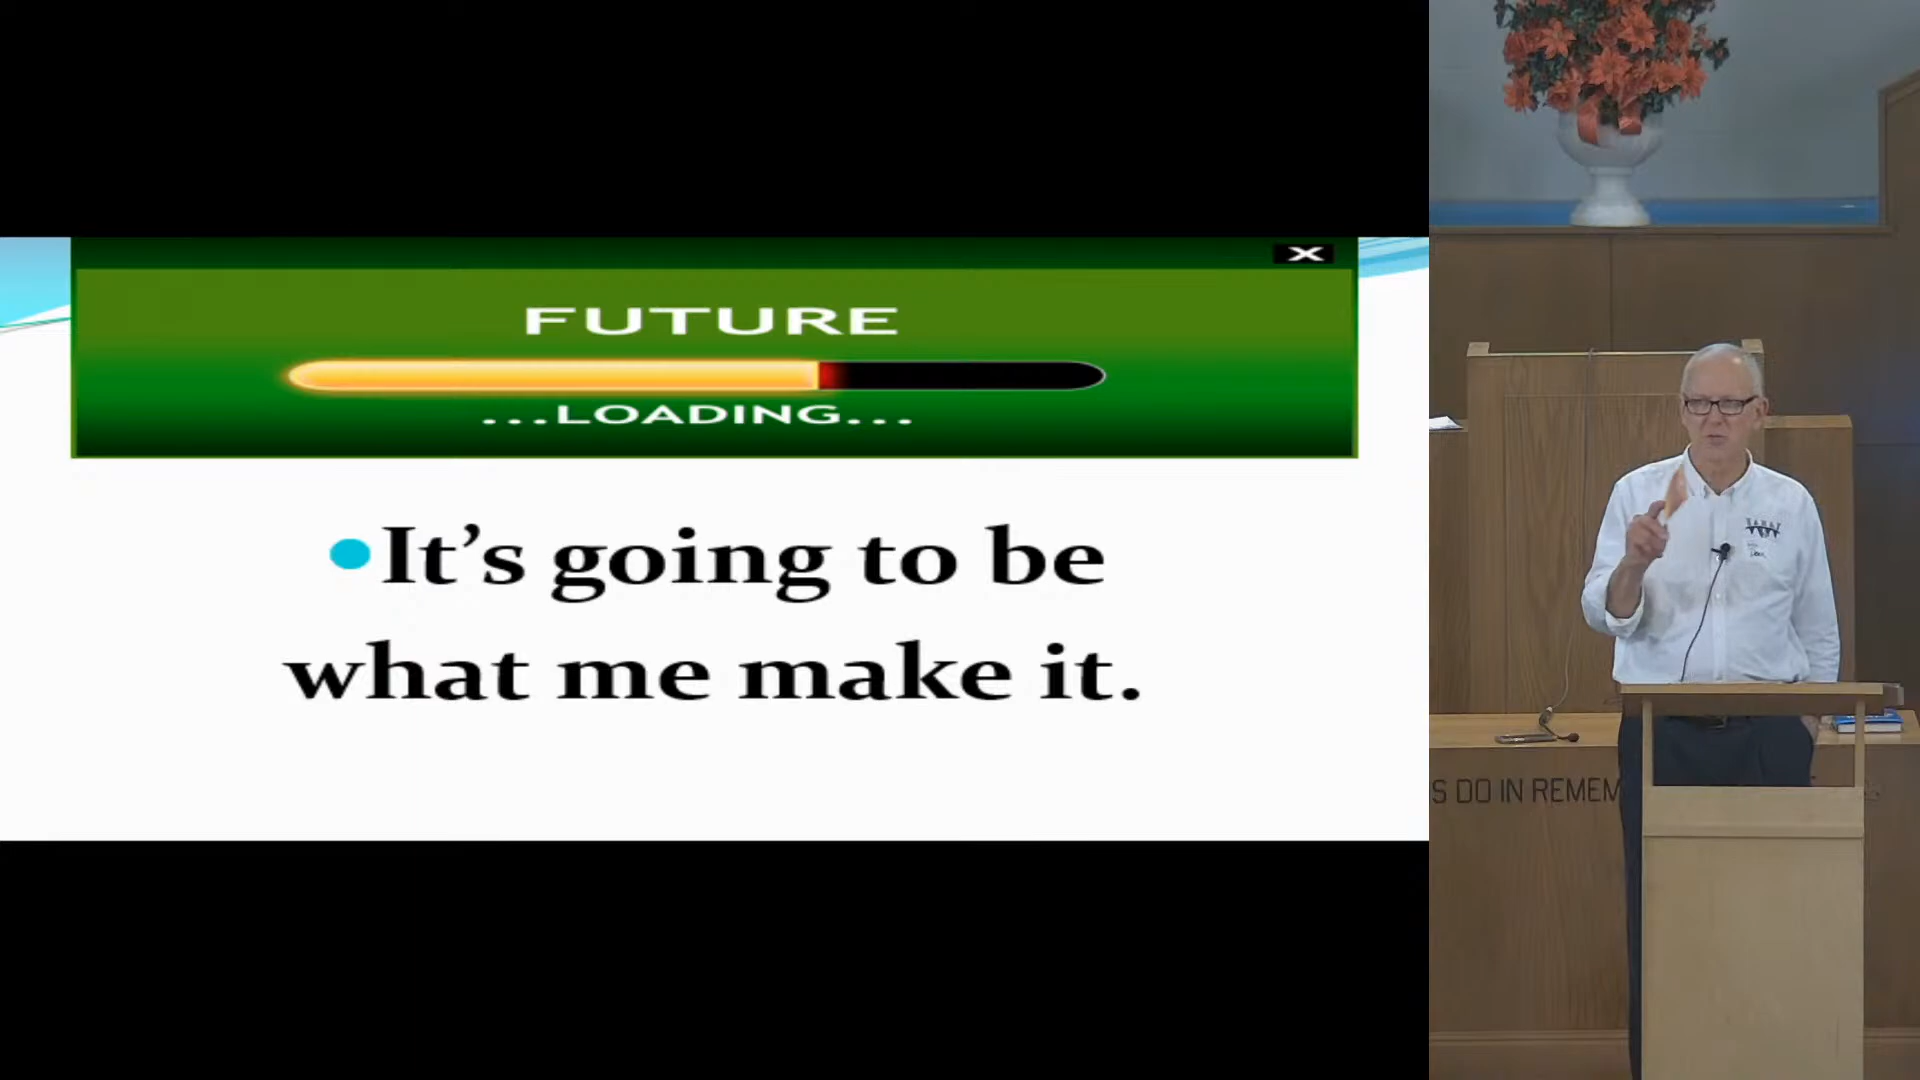 X
FUTURE
...LOADING...
•It’s going to be
what me make it.
S DO IN REMEM